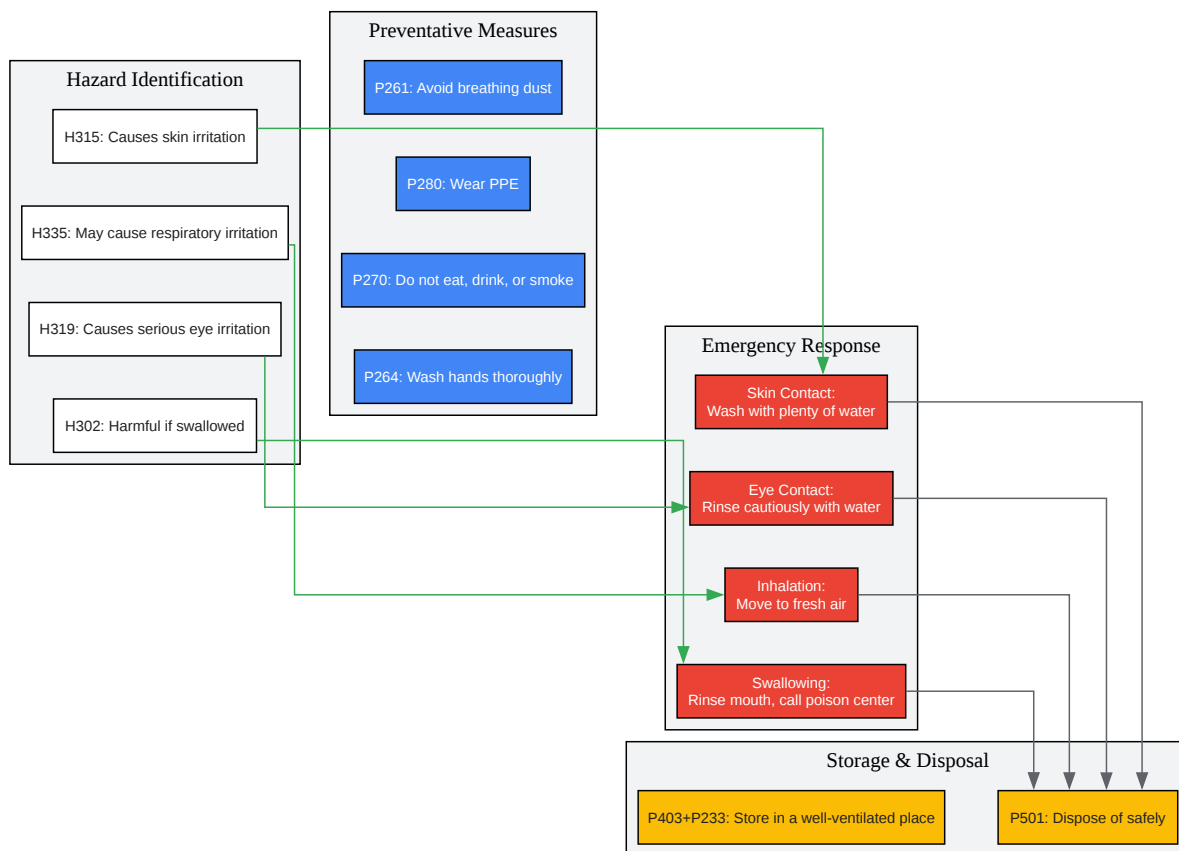 Hazard Identification
H315: Causes skin irritation
H335: May cause respiratory irritation
H319: Causes serious eye irritation
H302: Harmful if swallowed
Preventative Measures
P261: Avoid breathing dust
P280: Wear PPE
P270: Do not eat, drink, or smoke
P264: Wash hands thoroughly
Emergency Response
Skin Contact:
Wash with plenty of water
Eye Contact:
Rinse cautiously with water
Inhalation:
Move to fresh air
Swallowing:
Rinse mouth, call poison center
Storage & Disposal
P403+P233: Store in a well-ventilated place
P501: Dispose of safely